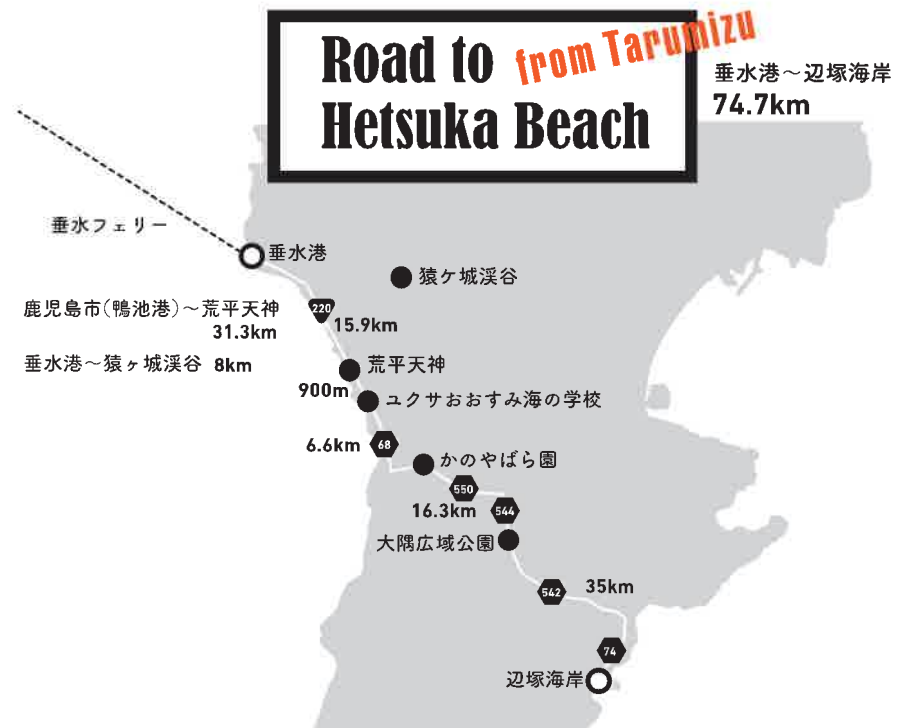 Road to
from Tarumizu
Hetsuka Beach
垂水港〜辺塚海岸
74.7km
垂水フェリー
垂水港
猿ケ城渓谷
鹿児島市(鴨池港)〜荒平天神
31.3km
220
15.9km
垂水港〜猿ヶ城渓谷 8km
荒平天神
900m
ユクサおおすみ海の学校
6.6km
68
かのやばら園
550
16.3km
544
大隅広域公園
542
35km
74
辺塚海岸